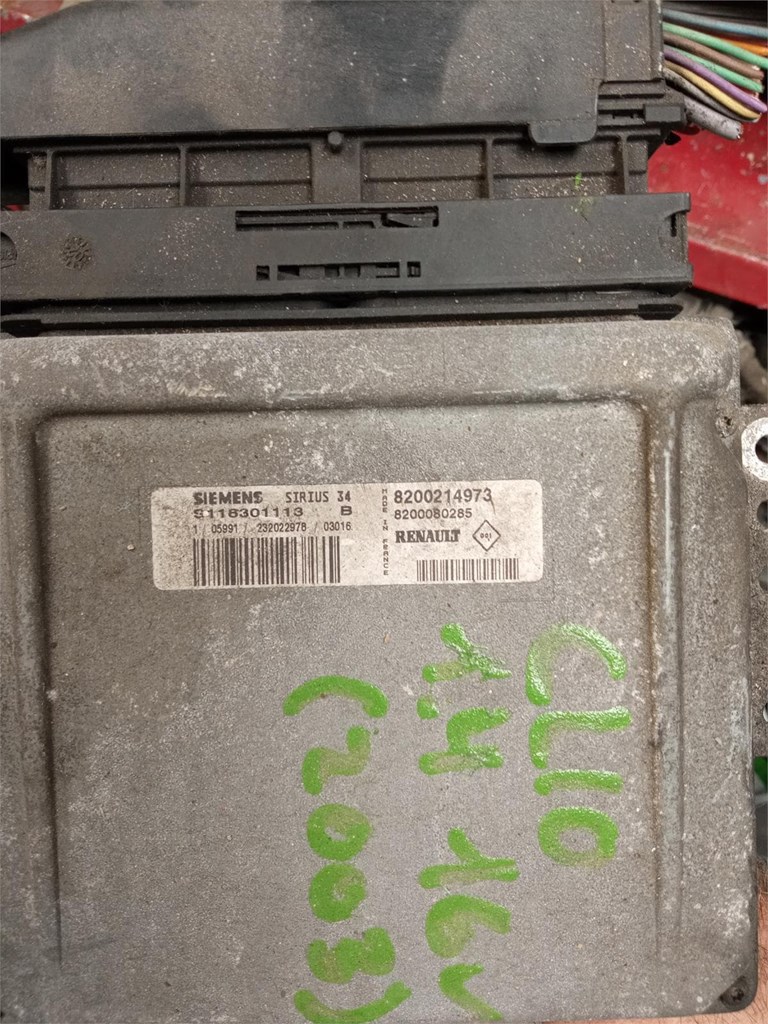 SIEMENS SIRIUS 34
S118301113 B
1 / 05991 / 232022978 / 03016
MADE IN FRANCE
8200214973
8200080285
RENAULT 001
CLIO
1,4 16V
(2003)